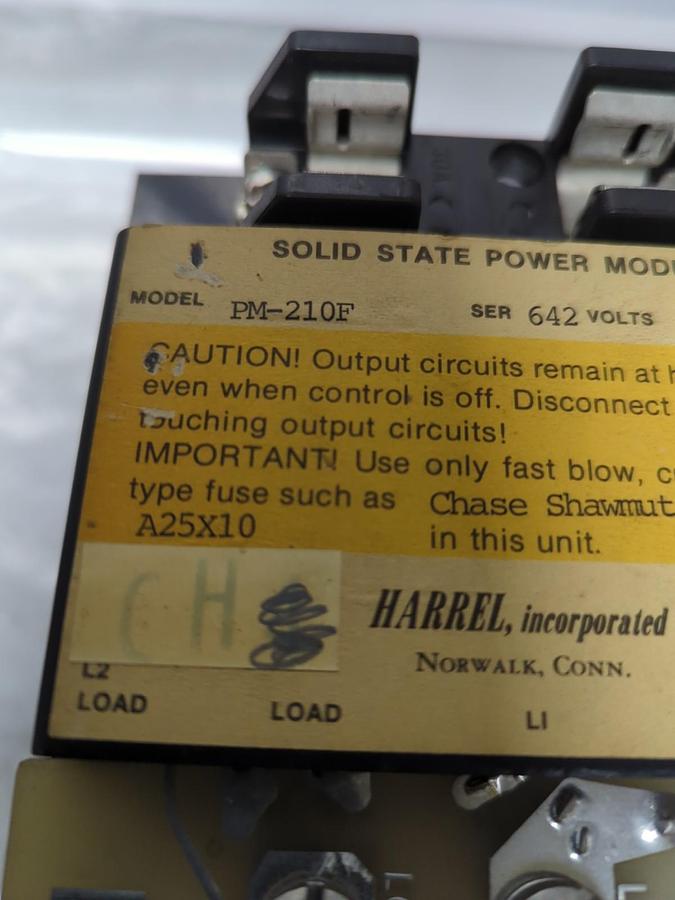 SOLID STATE POWER
MODEL PM-210F SER 642 VOLTS
CAUTION! Output circuits remain at
even when control is off. Disconnect
touching output circuits!
IMPORTANT! Use only fast blow,
type fuse such as Chase Shawmut
A25X10 in this unit.
CH
HARREL, incorporated
NORWALK, CONN.
L2
LOAD LOAD L1